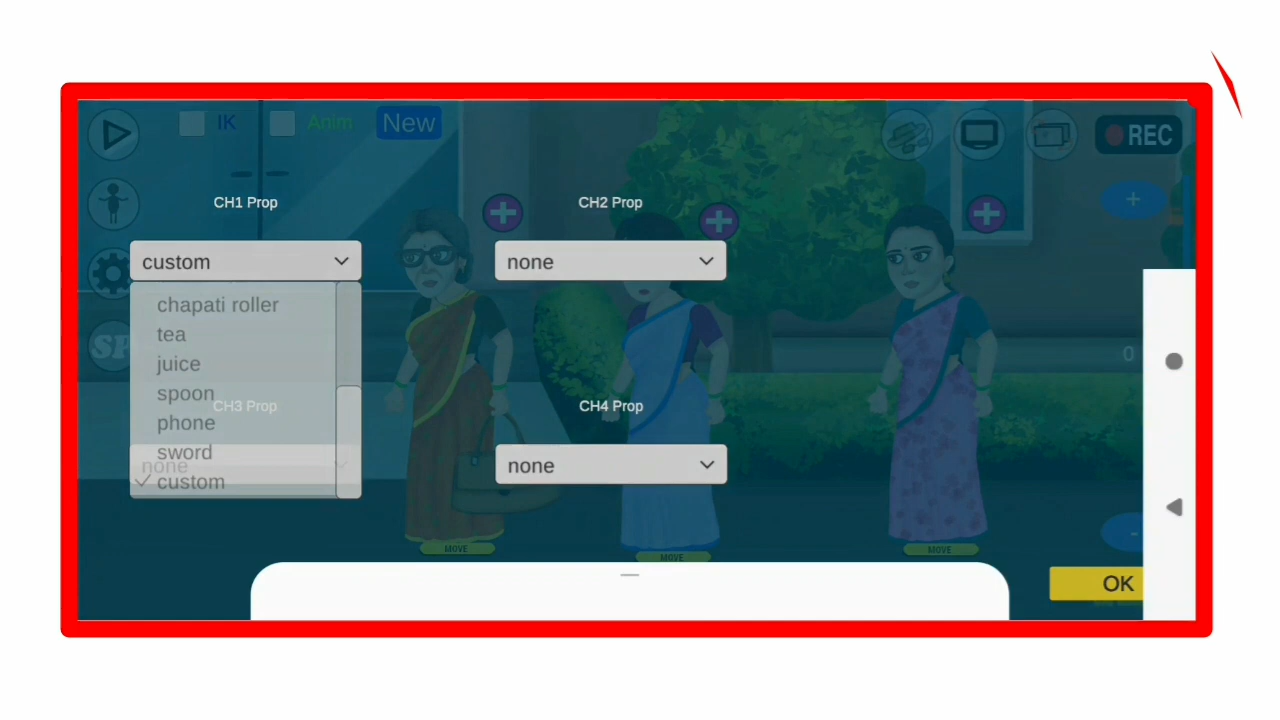 IK
Anim
New
REC
CH1 Prop
CH2 Prop
+
custom
none
chapati roller
tea
juice
spoon
phone
sword
custom
SP
0
CH3 Prop
CH4 Prop
none
none
-
MOVE
MOVE
MOVE
OK